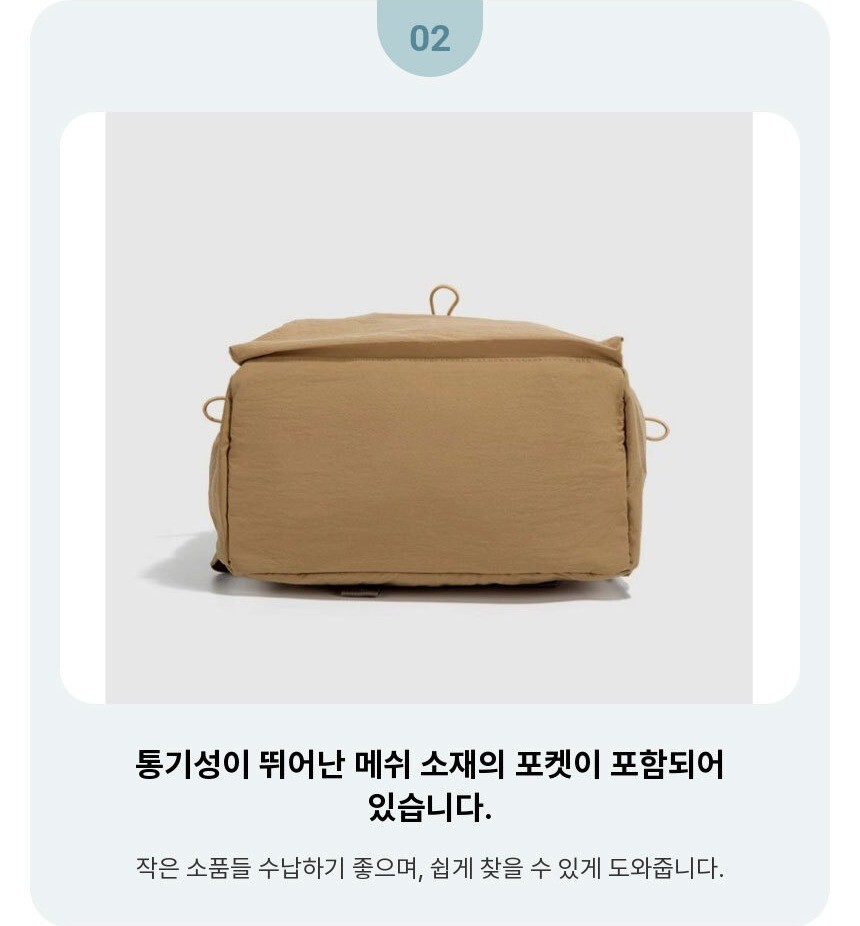 02
통기성이 뛰어난 메쉬 소재의 포켓이 포함되어
있습니다.
작은 소품들 수납하기 좋으며, 쉽게 찾을 수 있게 도와줍니다.